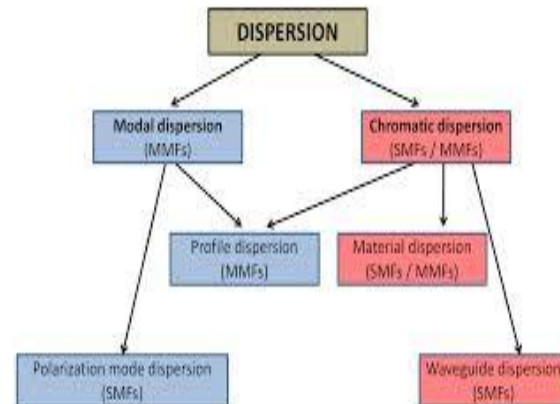 DISPERSION
Modal dispersion
(MMFs)
Chromatic dispersion
(SMFs / MMFs)
Profile dispersion
(MMFs)
Material dispersion
(SMFs / MMFs)
Polarization mode dispersion
(SMFs)
Waveguide dispersion
(SMFs)